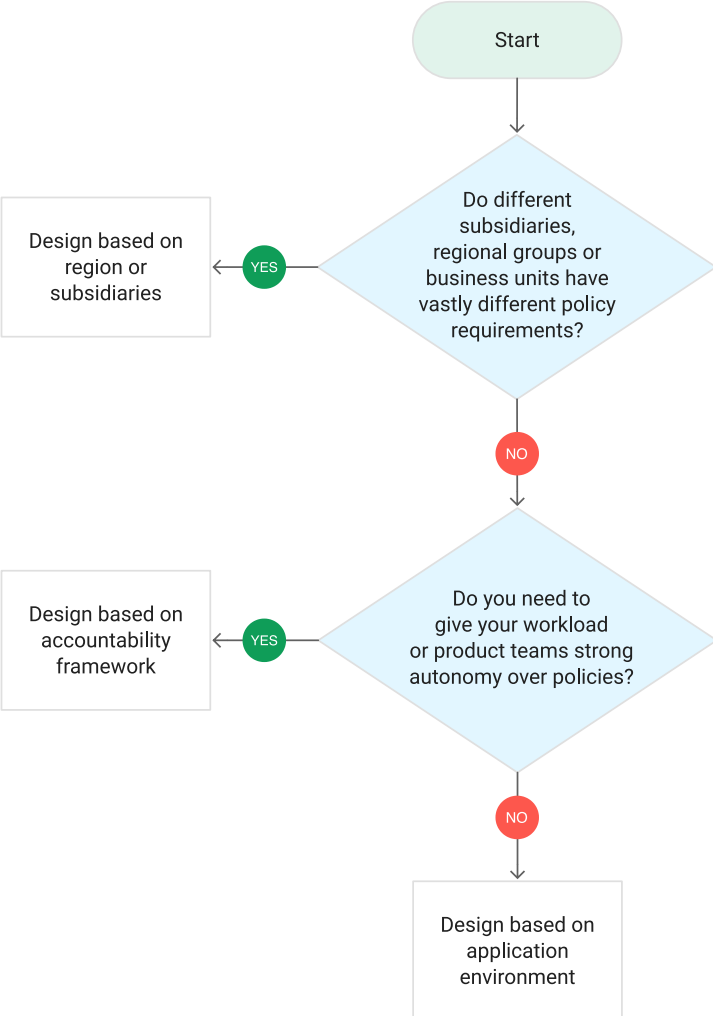 Start
Do different
subsidiaries,
regional groups or
business units have
vastly different policy
requirements?
YES
Design based on
region or
subsidiaries
NO
Do you need to
give your workload
or product teams strong
autonomy over policies?
YES
Design based on
accountability
framework
NO
Design based on
application
environment